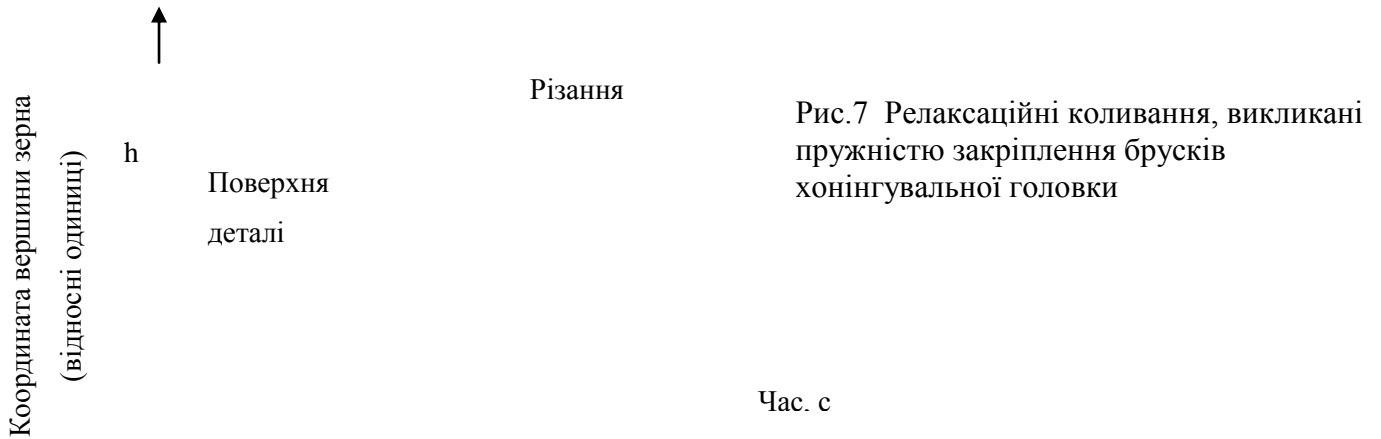 Координата вершини зерна
(відносні одиниці)
h
Поверхня
деталі
Різання
Рис.7 Релаксаційні коливання, викликані
пружністю закріплення брусків
хонінгувальної головки
Час, с